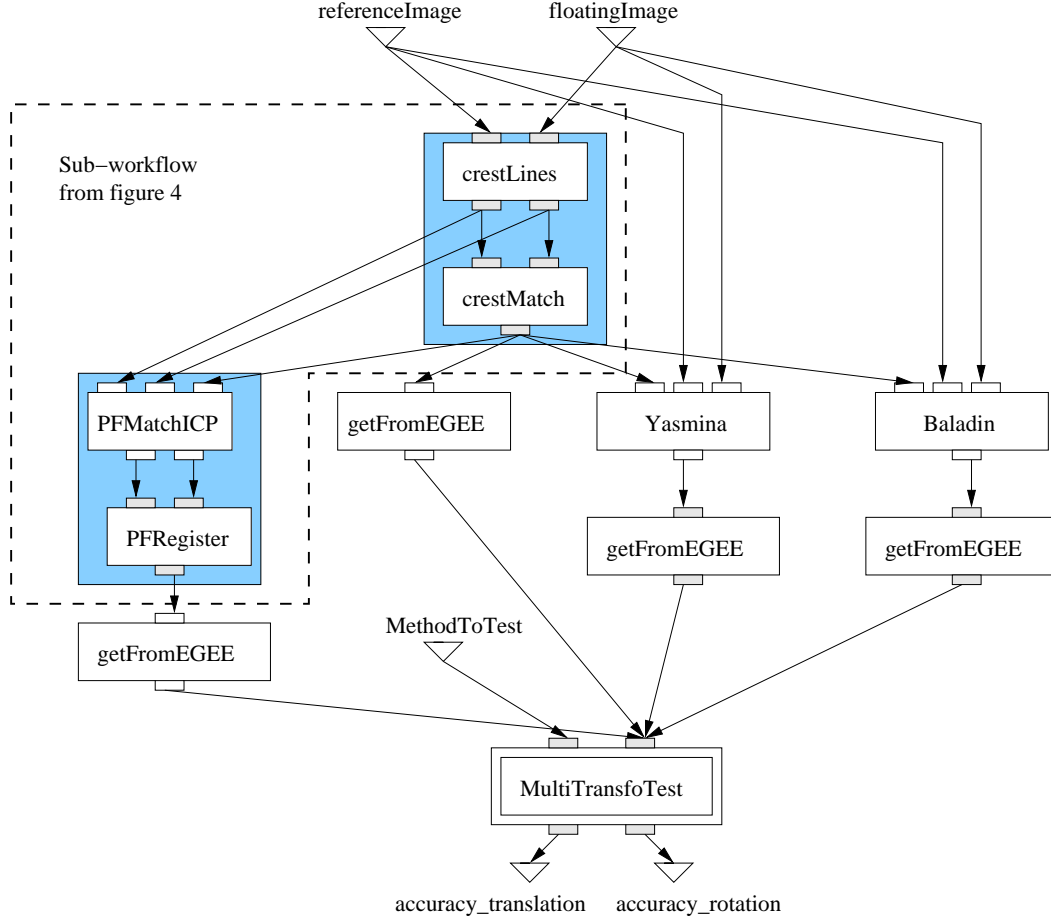 referenceImage
floatingImage
Sub−workflow
from figure 4
crestLines
crestMatch
PFMatchICP
getFromEGEE
Yasmina
Baladin
PFRegister
getFromEGEE
getFromEGEE
MethodToTest
getFromEGEE
MultiTransfoTest
accuracy_translation
accuracy_rotation